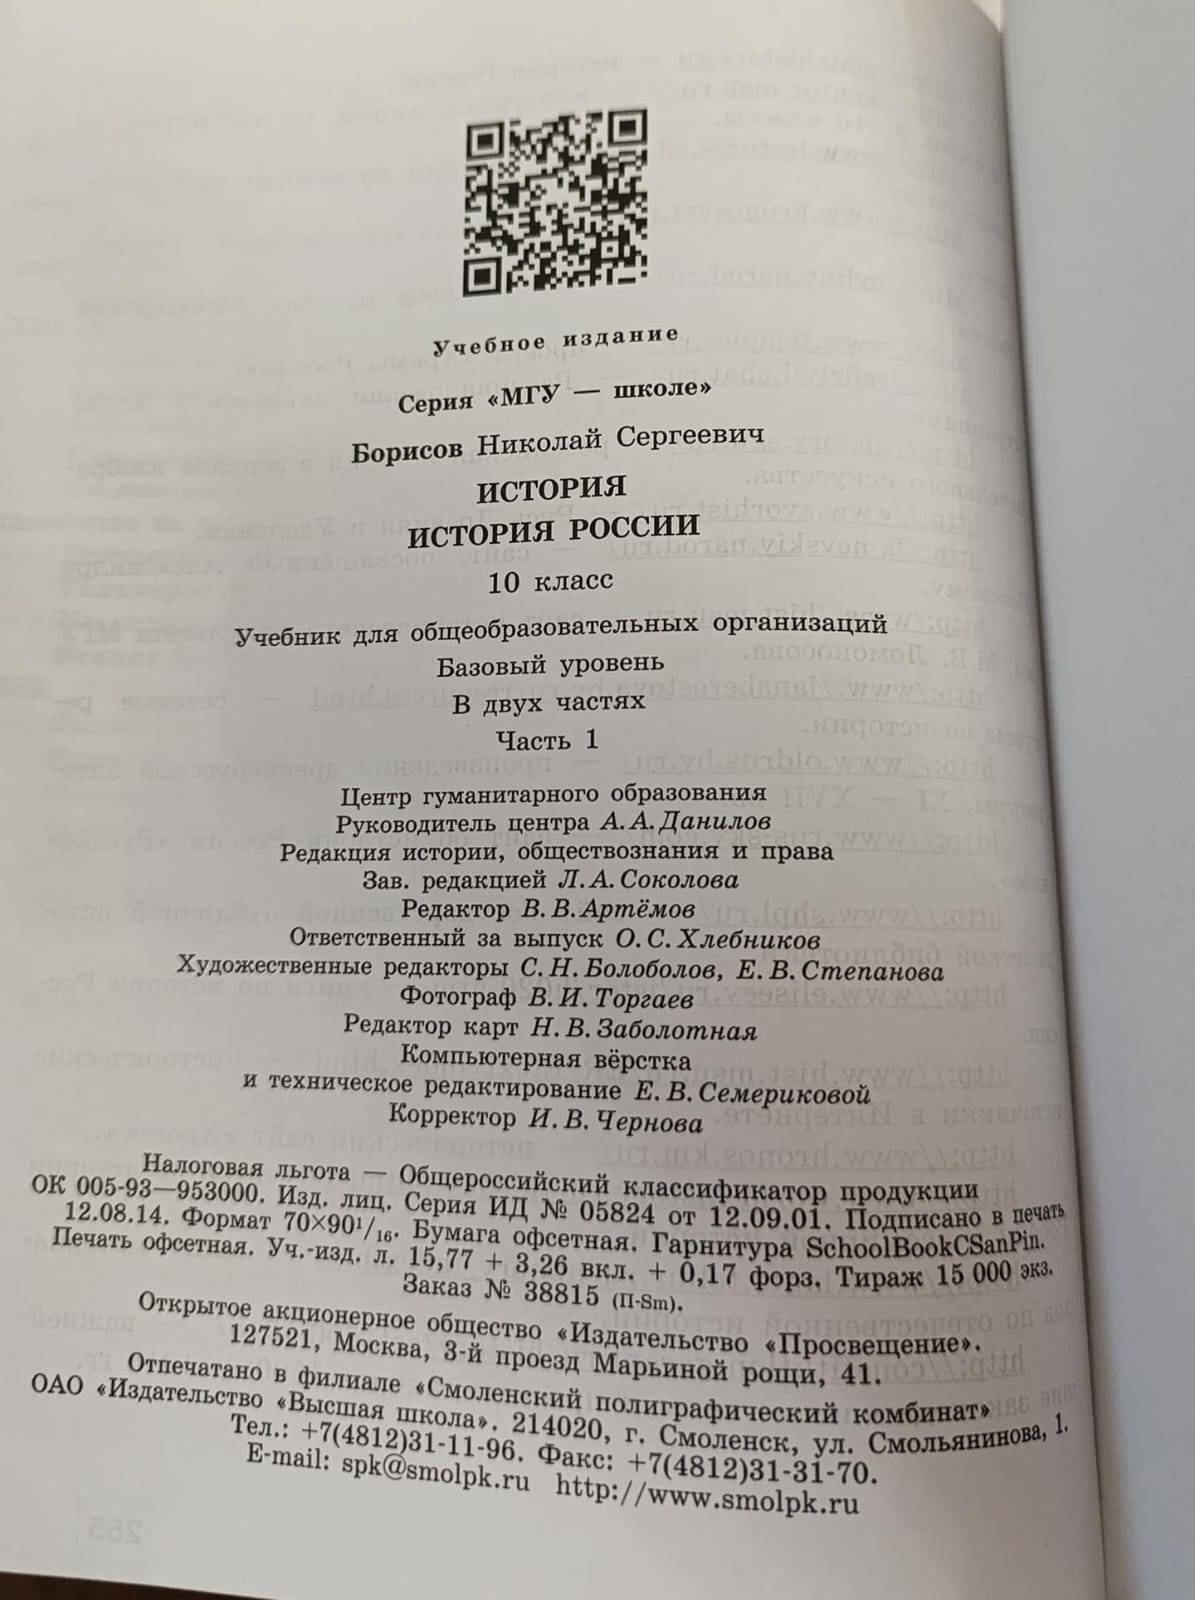 Учебное издание
Серия «МГУ — школе»
Борисов Николай Сергеевич
ИСТОРИЯ
ИСТОРИЯ РОССИИ
10 класс
Учебник для общеобразовательных организаций
Базовый уровень
В двух частях
Часть 1
Центр гуманитарного образования
Руководитель центра А. А. Данилов
Редакция истории, обществознания и права
Зав. редакцией Л. А. Соколова
Редактор В. В. Артёмов
Ответственный за выпуск О. С. Хлебников
Художественные редакторы С. Н. Болоболов, Е. В. Степанова
Фотограф В. И. Торгаев
Редактор карт Н. В. Заболотная
Компьютерная вёрстка
и техническое редактирование Е. В. Семериковой
Корректор И. В. Чернова
Налоговая льгота — Общероссийский классификатор продукции
ОК 005-93—953000. Изд. лиц. Серия ИД № 05824 от 12.09.01. Подписано в печать
12.08.14. Формат 70×90¹/₁₆. Бумага офсетная. Гарнитура SchoolBookCSanPin.
Печать офсетная. Уч.-изд. л. 15,77 + 3,26 вкл. + 0,17 форз. Тираж 15 000 экз.
Заказ № 38815 (П-Sm).
Открытое акционерное общество «Издательство «Просвещение».
127521, Москва, 3-й проезд Марьиной рощи, 41.
Отпечатано в филиале «Смоленский полиграфический комбинат»
ОАО «Издательство «Высшая школа». 214020, г. Смоленск, ул. Смольянинова, 1.
Тел.: +7(4812)31-11-96. Факс: +7(4812)31-31-70.
E-mail: spk@smolpk.ru http://www.smolpk.ru